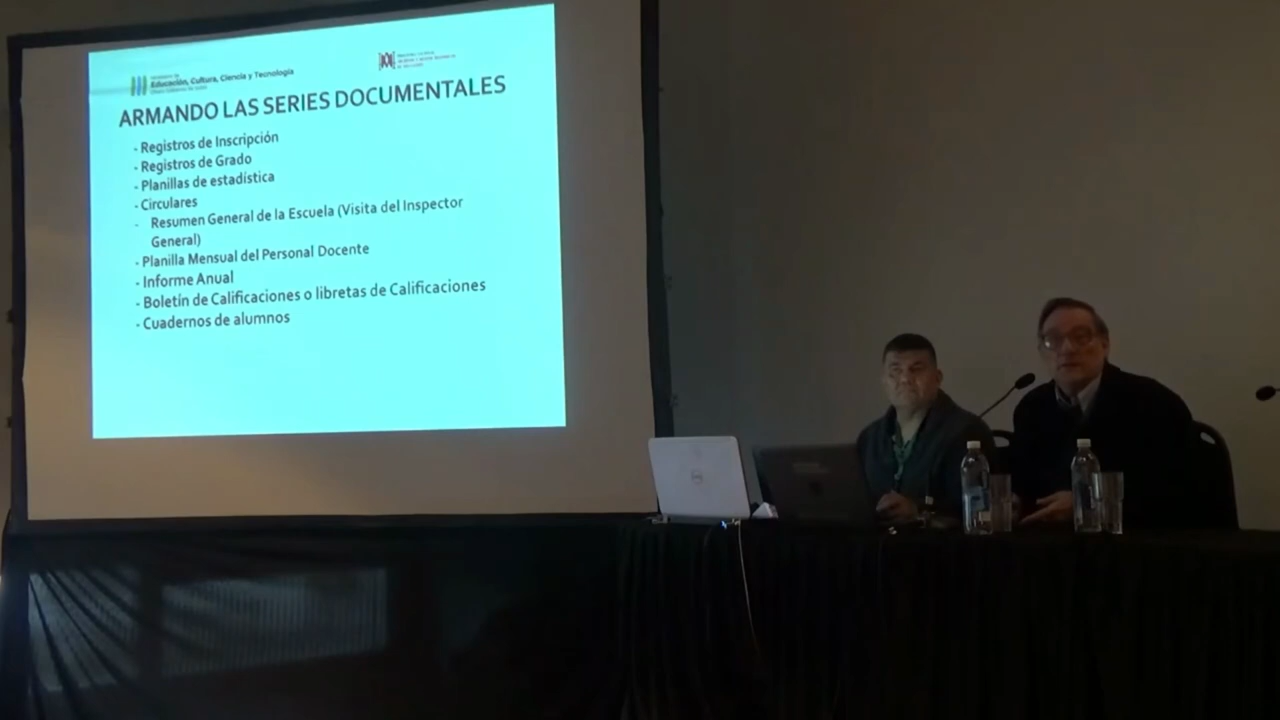 Educación, Cultura, Ciencia y Tecnología
ARMANDO LAS SERIES DOCUMENTALES
- Registros de Inscripción
- Registros de Grado
- Planillas de estadística
- Circulares
- Resumen General de la Escuela (Visita del Inspector
General)
- Planilla Mensual del Personal Docente
- Informe Anual
- Boletín de Calificaciones o libretas de Calificaciones
- Cuadernos de alumnos